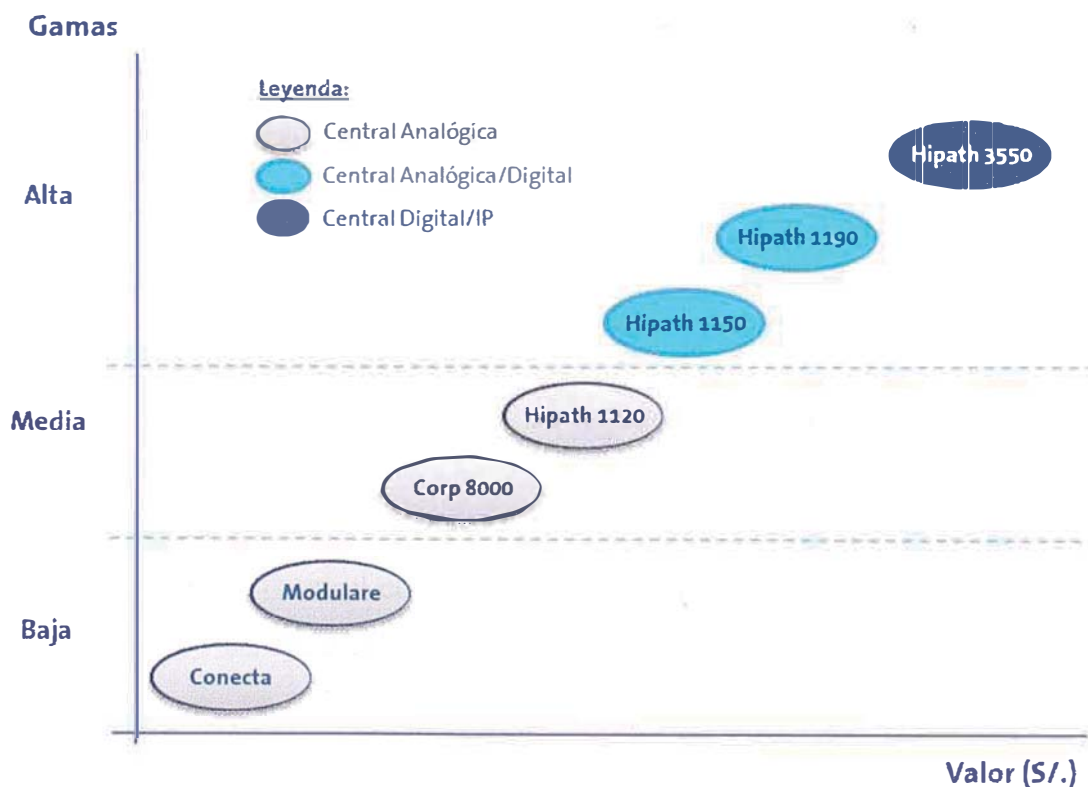 Gamas
Leyenda:
Central Analógica
Central Analógica/Digital
Central Digital/IP
Alta
Hipath 3550
Hipath 1190
Hipath 1150
Media
Hipath 1120
Corp 8000
Modulare
Baja
Conecta
Valor (S/.)